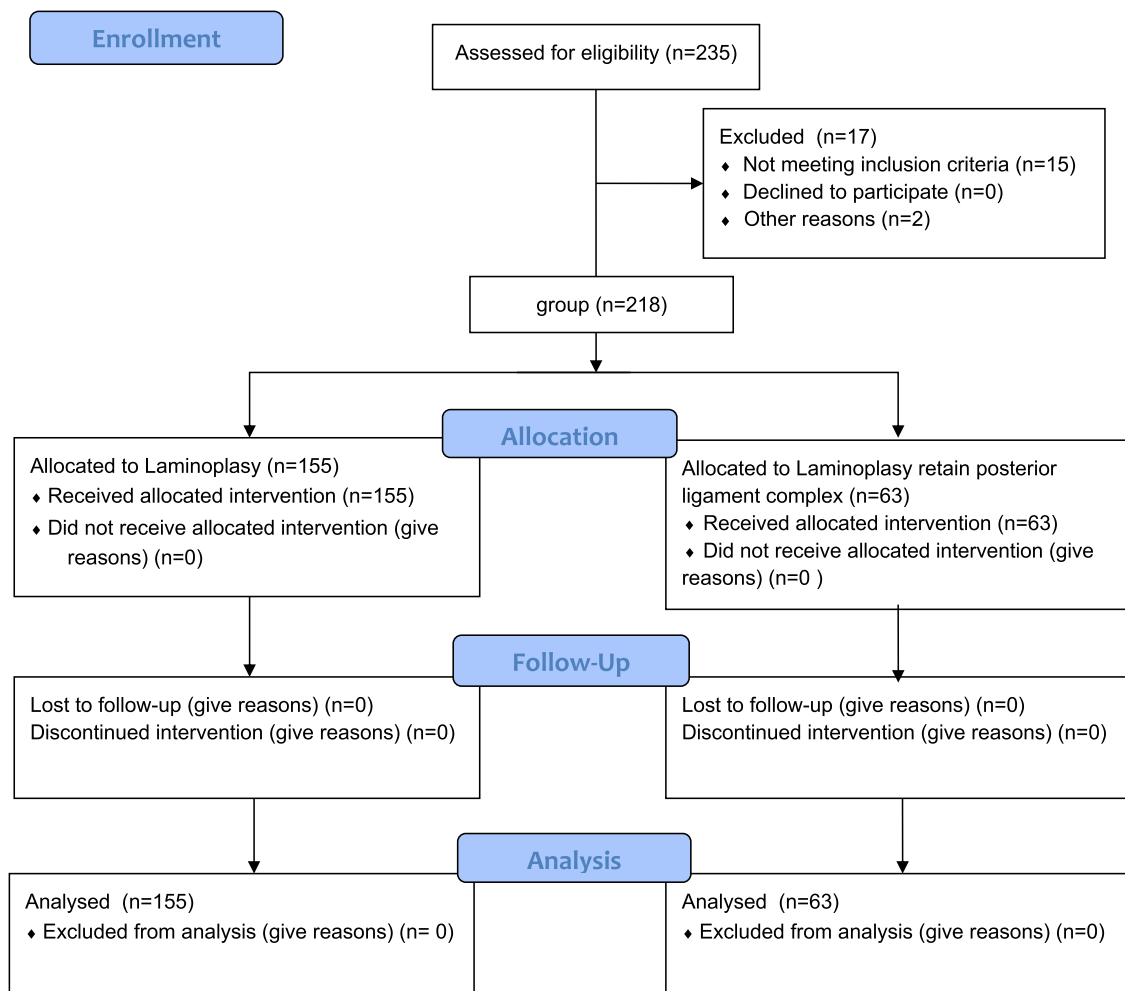 Enrollment
Assessed for eligibility (n=235)
Excluded  (n=17)
♦ Not meeting inclusion criteria (n=15)
♦ Declined to participate (n=0)
♦ Other reasons (n=2)
group (n=218)
Allocation
Allocated to Laminoplasy (n=155)
♦ Received allocated intervention (n=155)
♦ Did not receive allocated intervention (give
reasons) (n=0)
Allocated to Laminoplasy retain posterior
ligament complex (n=63)
♦ Received allocated intervention (n=63)
♦ Did not receive allocated intervention (give
reasons) (n=0 )
Follow-Up
Lost to follow-up (give reasons) (n=0)
Discontinued intervention (give reasons) (n=0)
Lost to follow-up (give reasons) (n=0)
Discontinued intervention (give reasons) (n=0)
Analysis
Analysed  (n=155)
♦ Excluded from analysis (give reasons) (n= 0)
Analysed  (n=63)
♦ Excluded from analysis (give reasons) (n=0)